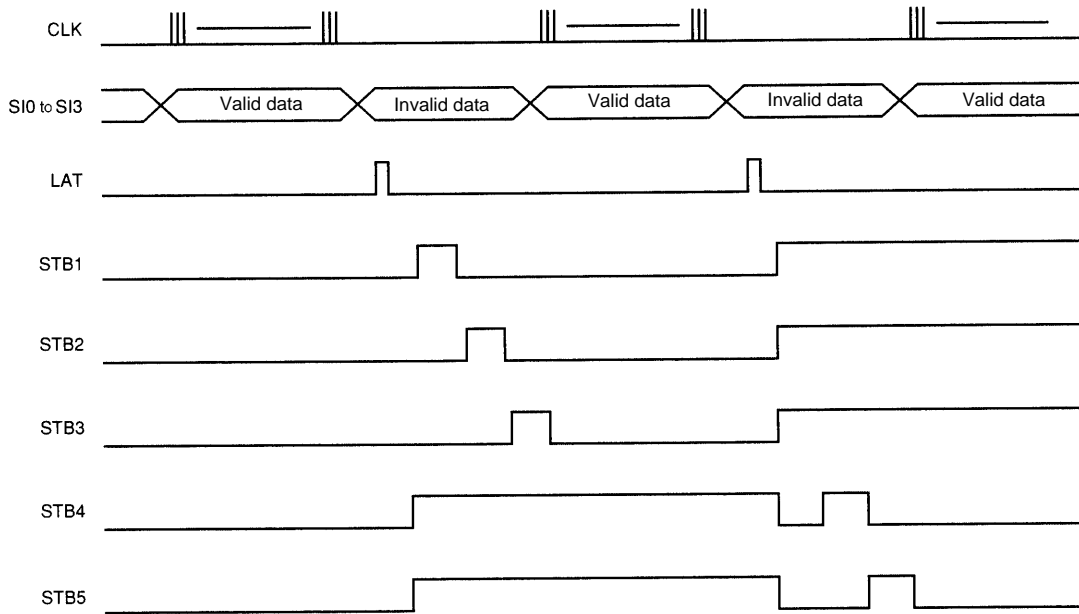 CLK
SI0 to SI3
Valid data
Invalid data
Valid data
Invalid data
Valid data
LAT
STB1
STB2
STB3
STB4
STB5